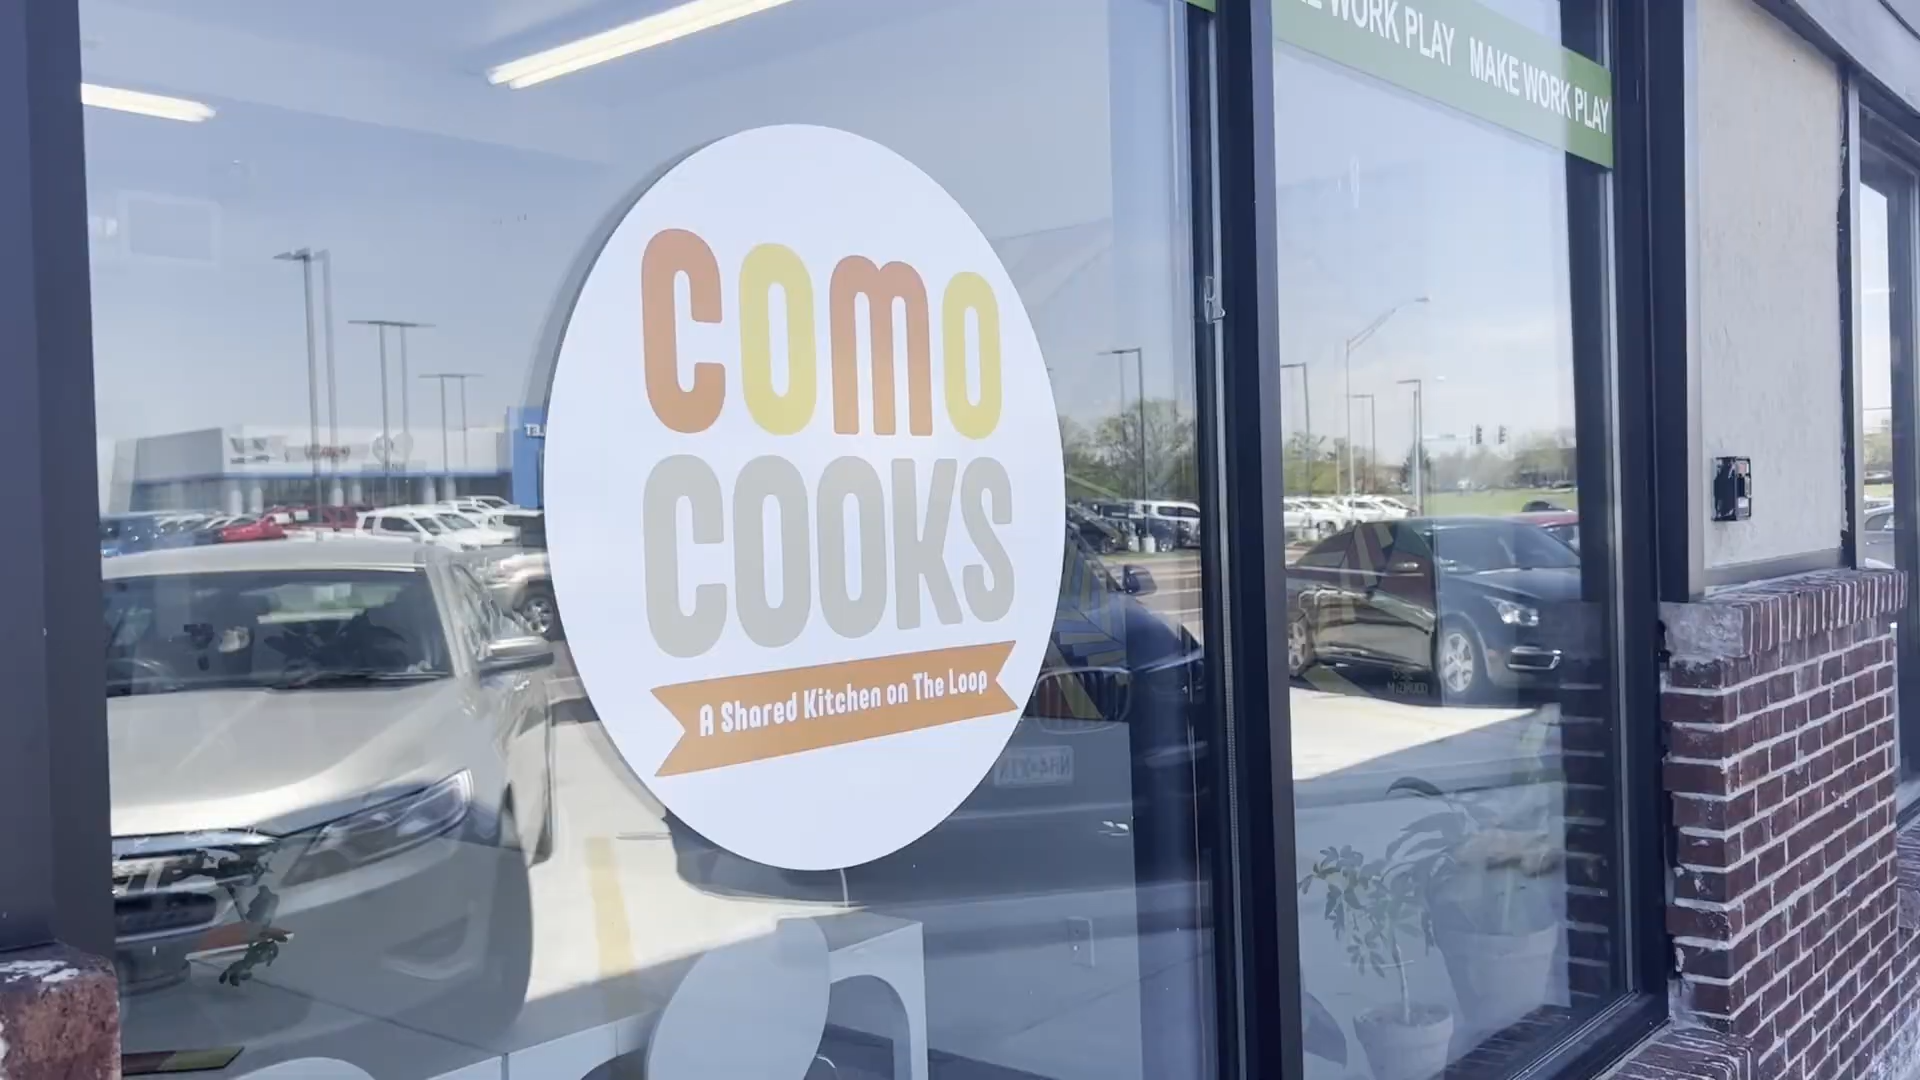 WORK PLAY MAKE WORK PLAY
COMO
COOKS
A Shared Kitchen on The Loop